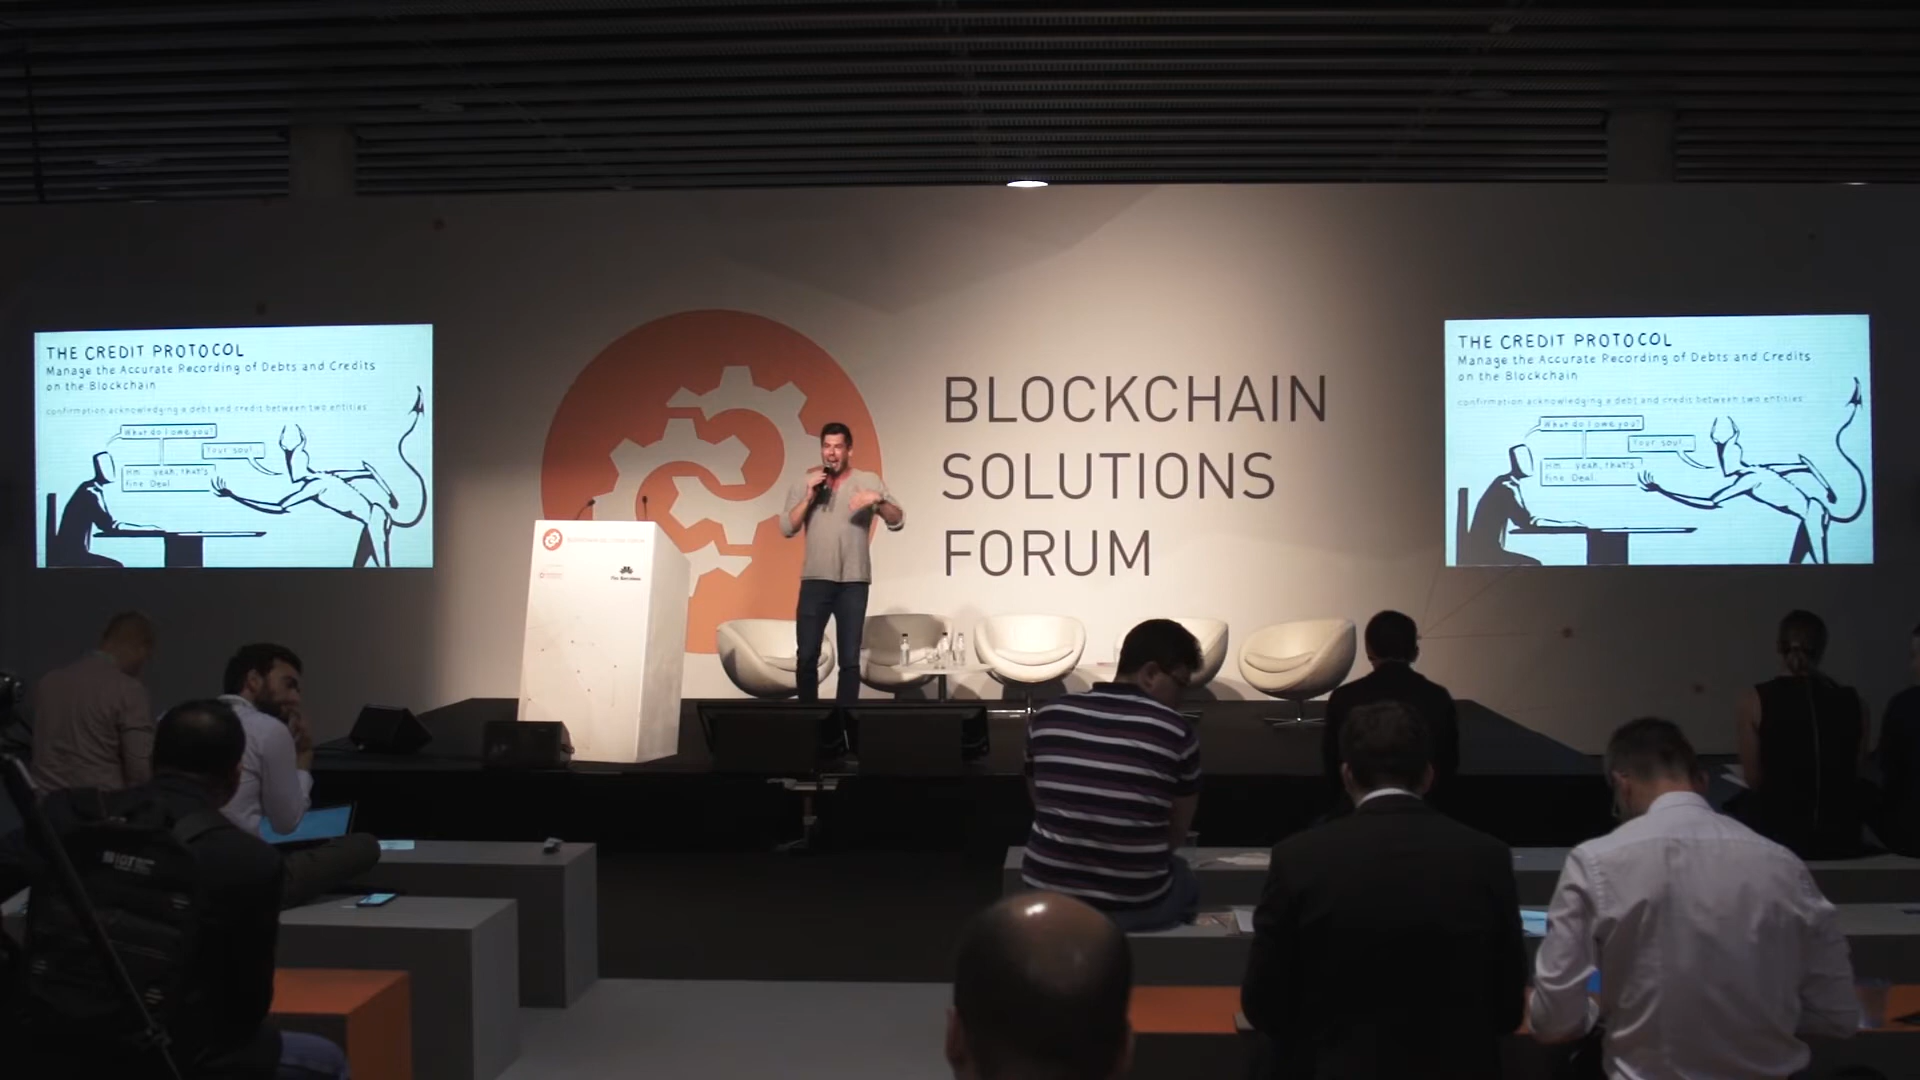 THE CREDIT PROTOCOL
Manage the Accurate Recording of Debts and Credits
on the Blockchain
confirmation acknowledging a debt and credit between two entities
What do I owe you?
Your soul...
Hm... yeah, that's
fine. Deal.
BLOCKCHAIN
SOLUTIONS
FORUM
BLOCKCHAIN SOLUTIONS FORUM
THE CREDIT PROTOCOL
Manage the Accurate Recording of Debts and Credits
on the Blockchain
confirmation acknowledging a debt and credit between two entities
What do I owe you?
Your soul...
Hm... yeah, that's
fine. Deal.